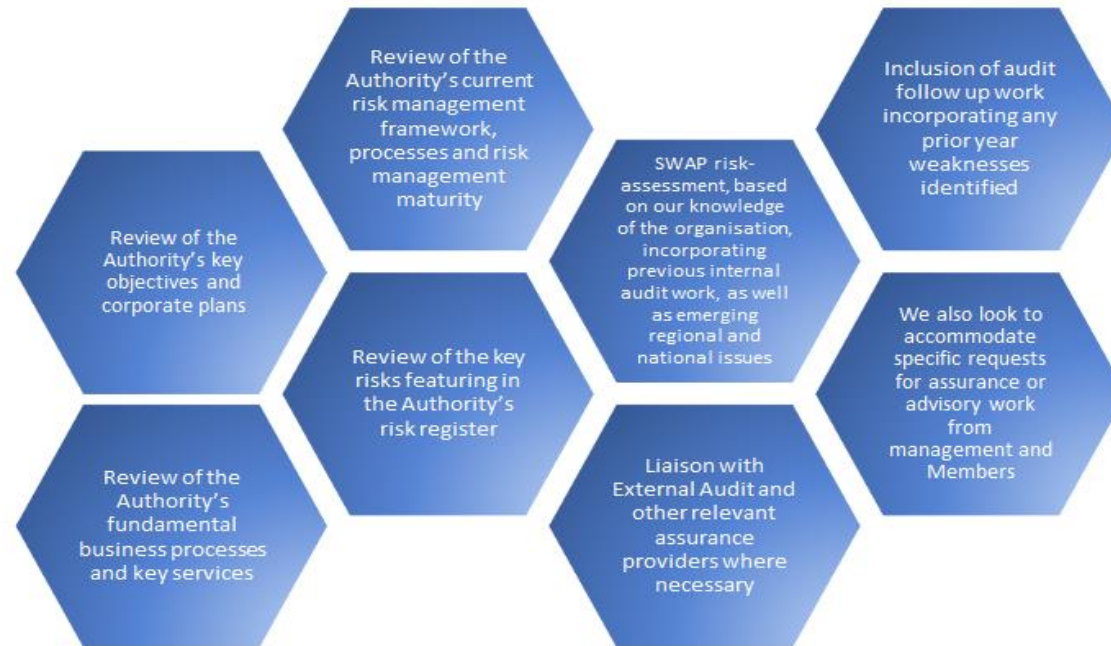 Review of the
Authority's current
risk management
framework,
processes and risk
management
maturity
Inclusion of audit
follow up work
incorporating any
prior year
weaknesses
identified
SWAP risk-
assessment, based
on our knowledge
of the organisation,
incorporating
previous internal
audit work, as well
as emerging
regional and
national issues
Review of the
Authority's key
objectives and
corporate plans
Review of the key
risks featuring in
the Authority's
risk register
We also look to
accommodate
specific requests
for assurance or
advisory work
from
management and
Members
Review of the
Authority's
fundamental
business processes
and key services
Liaison with
External Audit and
other relevant
assurance
providers where
necessary